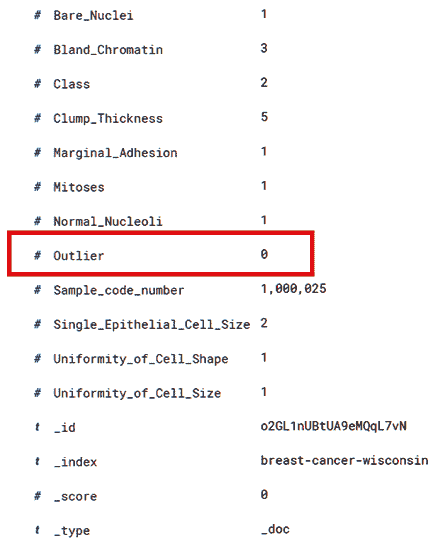 # Bare_Nuclei 1
# Bland_Chromatin 3
# Class 2
# Clump_Thickness 5
# Marginal_Adhesion 1
# Mitoses 1
# Normal_Nucleoli 1
# Outlier 0
# Sample_code_number 1,000,025
# Single_Epithelial_Cell_Size 2
# Uniformity_of_Cell_Shape 1
# Uniformity_of_Cell_Size 1
t _id o2GL1nUBtUA9eMQqL7vN
t _index breast-cancer-wisconsin
# _score 0
t _type _doc